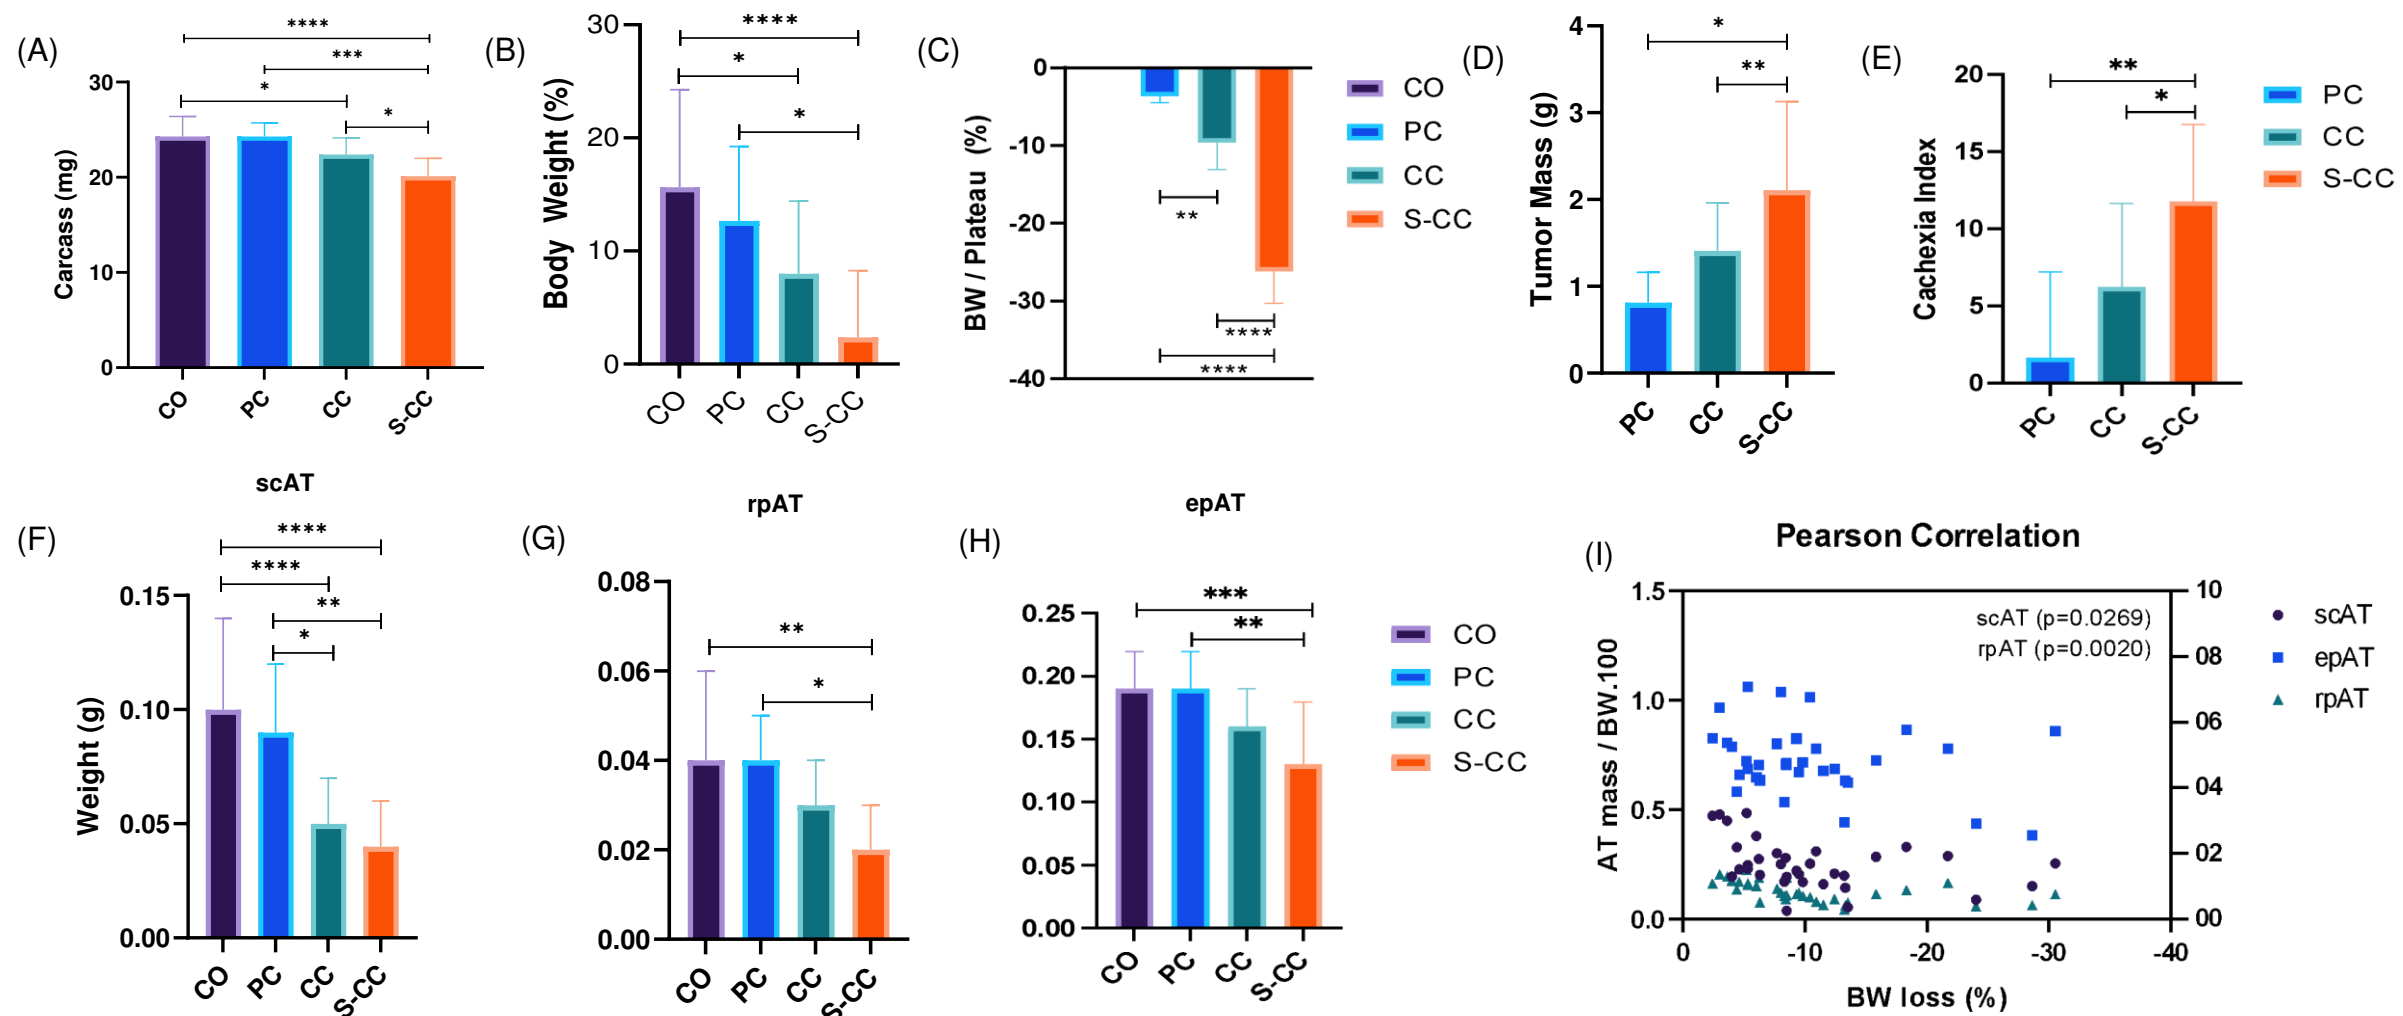 (A)
****
***
*
*
Carcass (mg)
30
20
10
0
CO
PC
CC
S-CC
(B)
****
*
*
Body Weight (%)
30
20
10
0
CO
PC
CC
S-CC
(C)
BW / Plateau (%)
0
-10
-20
-30
-40
**
****
****
CO
PC
CC
S-CC
(D)
*
**
Tumor Mass (g)
4
3
2
1
0
PC
CC
S-CC
(E)
**
*
Cachexia Index
20
15
10
5
0
PC
CC
S-CC
PC
CC
S-CC
scAT
(F)
****
****
**
*
Weight (g)
0.15
0.10
0.05
0.00
CO
PC
CC
S-CC
rpAT
(G)
**
*
0.08
0.06
0.04
0.02
0.00
CO
PC
CC
S-CC
epAT
(H)
***
**
0.25
0.20
0.15
0.10
0.05
0.00
CO
PC
CC
S-CC
CO
PC
CC
S-CC
(I)
Pearson Correlation
AT mass / BW.100
1.5
1.0
0.5
0.0
scAT (p=0.0269)
rpAT (p=0.0020)
10
08
06
04
02
00
0
-10
-20
-30
-40
BW loss (%)
scAT
epAT
rpAT